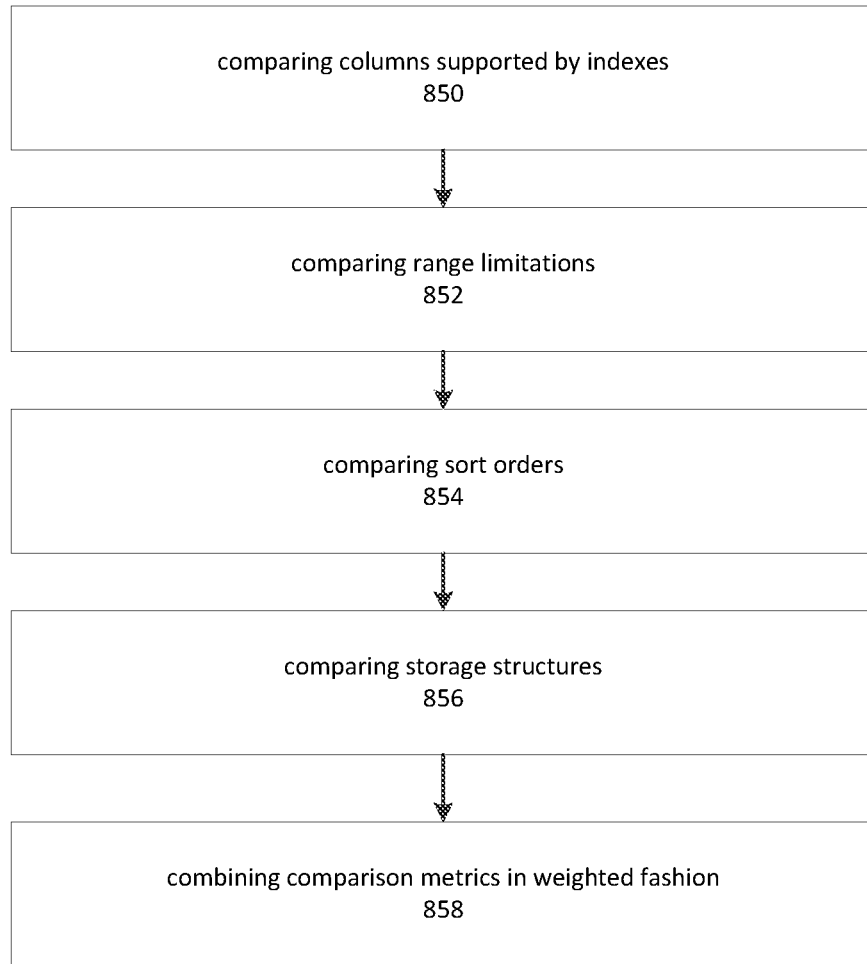 comparing columns supported by indexes
850
comparing range limitations
852
comparing sort orders
854
comparing storage structures
856
combining comparison metrics in weighted fashion
858